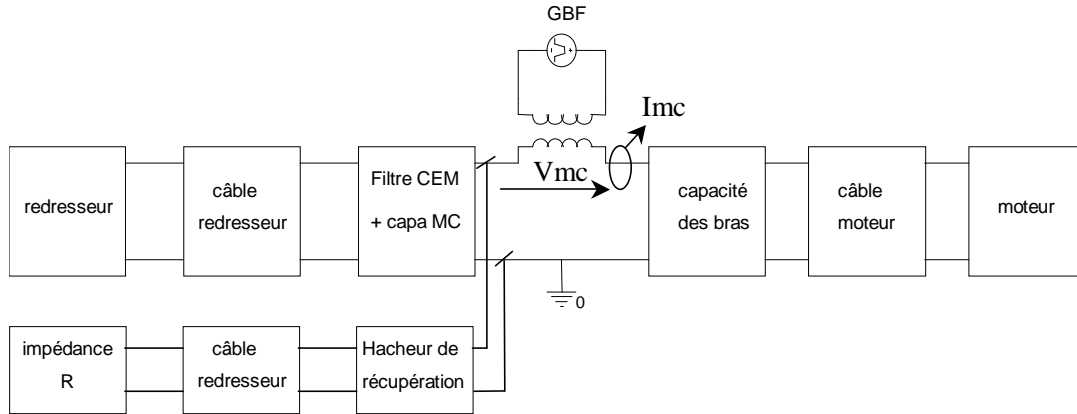 GBF
Imc
Vmc
redresseur
câble
redresseur
Filtre CEM
+ capa MC
capacité
des bras
câble
moteur
moteur
0
impédance
R
câble
redresseur
Hacheur de
récupération